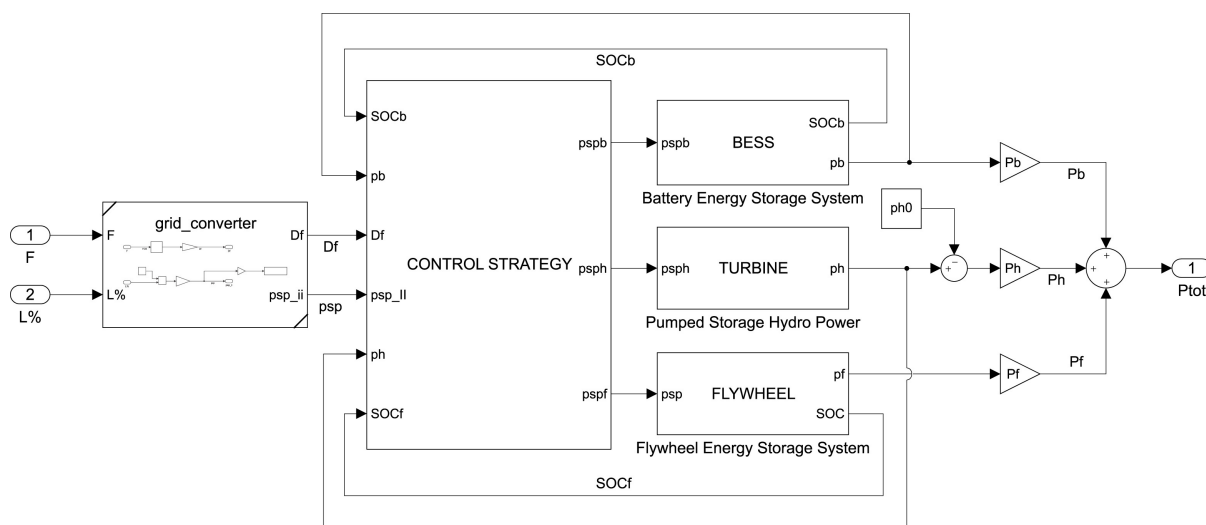 SOCb
grid_converter
1
F
F
Df
Df
2
L%
L%
psp_ii
psp
SOCb
pb
Df
CONTROL STRATEGY
psp_II
ph
SOCf
pspb
psph
pspf
pspb
BESS
SOCb
pb
Battery Energy Storage System
ph0
psph
TURBINE
ph
Pumped Storage Hydro Power
psp
FLYWHEEL
pf
SOC
Flywheel Energy Storage System
SOCf
Pb
Pb
−
+
Ph
Ph
Pf
Pf
+
+
+
1
Ptot